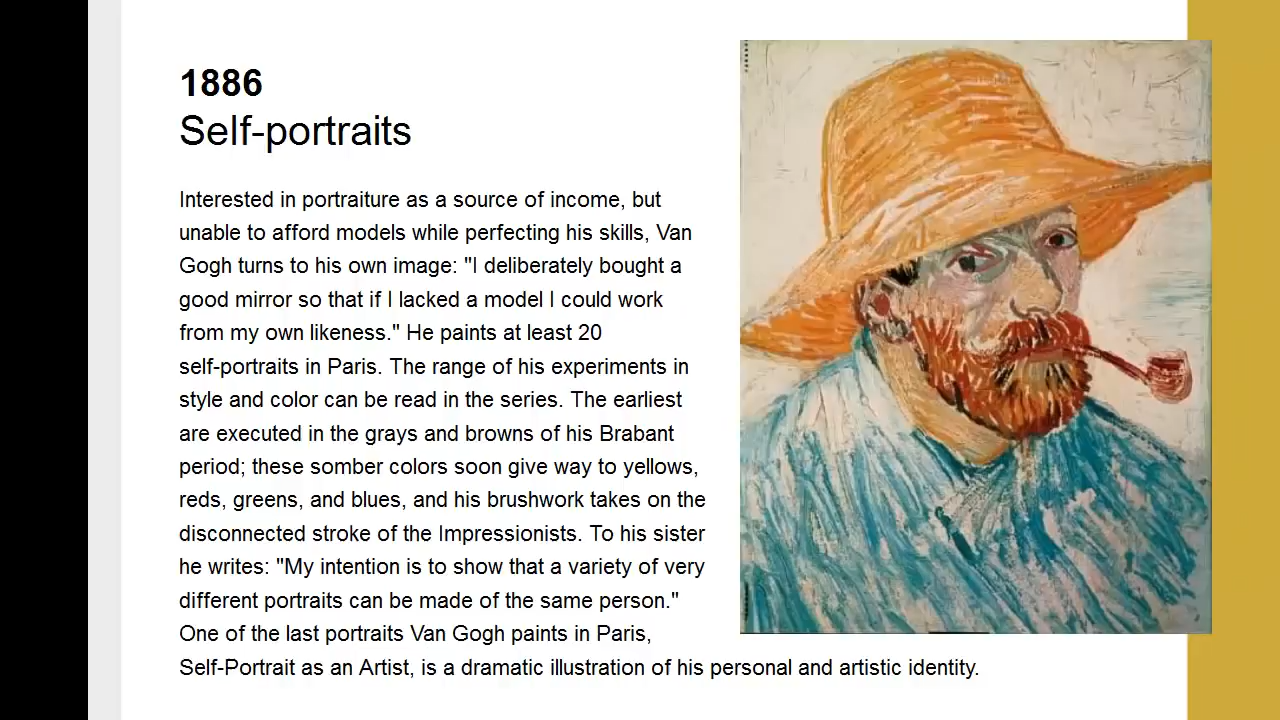 1886
Self-portraits
Interested in portraiture as a source of income, but
unable to afford models while perfecting his skills, Van
Gogh turns to his own image: "I deliberately bought a
good mirror so that if I lacked a model I could work
from my own likeness." He paints at least 20
self-portraits in Paris. The range of his experiments in
style and color can be read in the series. The earliest
are executed in the grays and browns of his Brabant
period; these somber colors soon give way to yellows,
reds, greens, and blues, and his brushwork takes on the
disconnected stroke of the Impressionists. To his sister
he writes: "My intention is to show that a variety of very
different portraits can be made of the same person."
One of the last portraits Van Gogh paints in Paris,
Self-Portrait as an Artist, is a dramatic illustration of his personal and artistic identity.